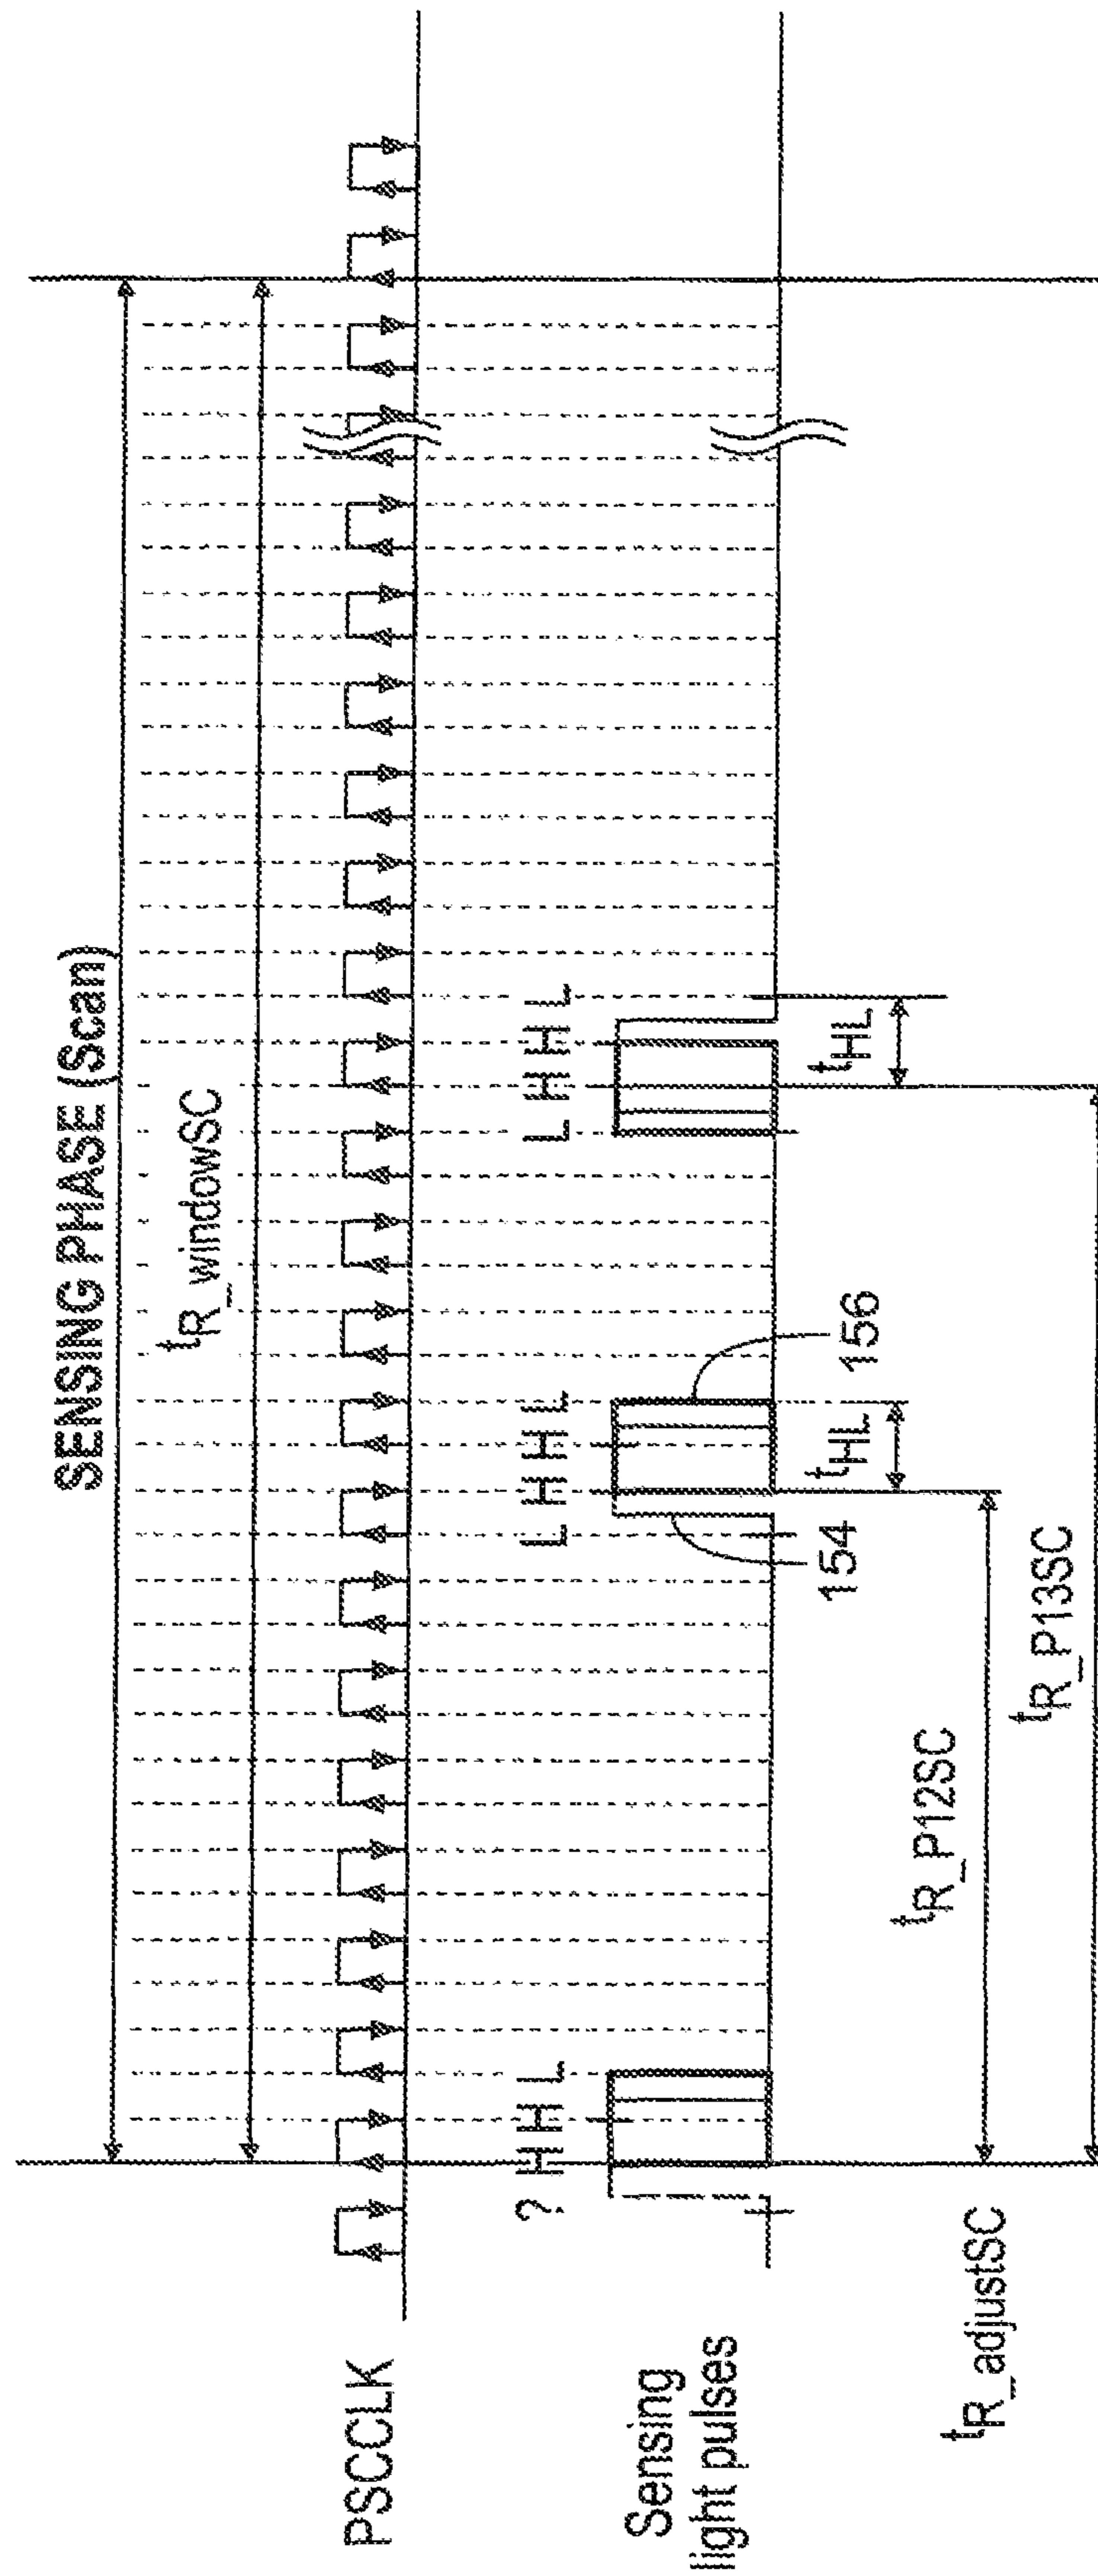 SENSING PHASE (Scan)
tR_windowSC
PSCCLK
? H H L
L H H L
L H H L
Sensing
light pulses
154
156
tHL
tHL
tR_adjustSC
tR_P12SC
tR_P13SC